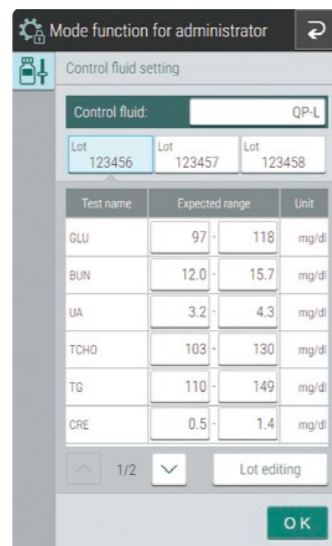 Mode function for administrator
Control fluid setting
Control fluid: QP-L
Lot 123456 Lot 123457 Lot 123458
Test name Expected range Unit
GLU 97 - 118 mg/dl
BUN 12.0 - 15.7 mg/dl
UA 3.2 - 4.3 mg/dl
TCHO 103 - 130 mg/dl
TG 110 - 149 mg/dl
CRE 0.5 - 1.4 mg/dl
1/2 Lot editing
OK